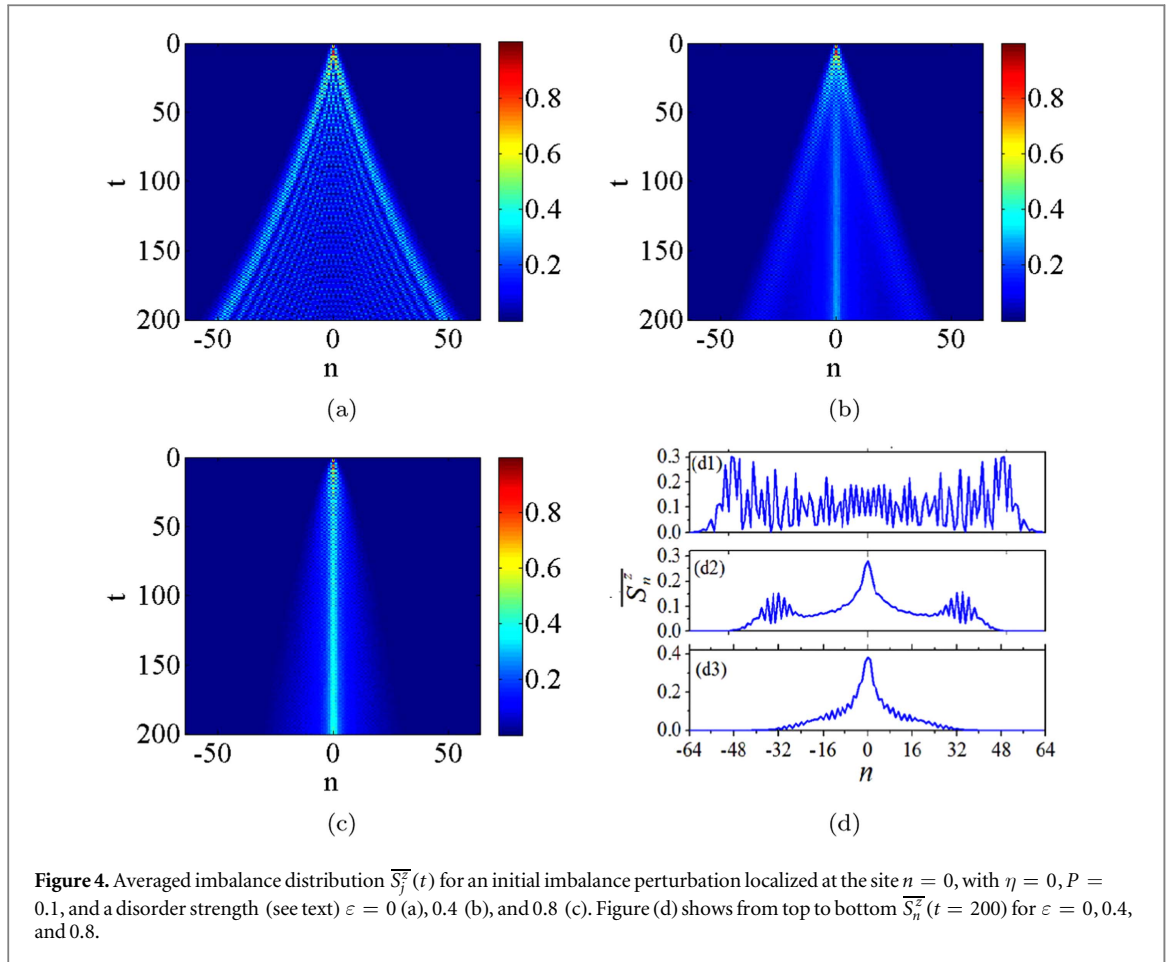 0
50
100
150
200
t
-50
0
50
n
0.8
0.6
0.4
0.2
(a)
0
50
100
150
200
t
-50
0
50
n
0.8
0.6
0.4
0.2
(b)
0
50
100
150
200
t
-50
0
50
n
0.8
0.6
0.4
0.2
(c)
0.3
0.2
0.1
0.0
(d1)
0.3
0.2
0.1
0.0
(d2)
0.4
0.2
0.0
(d3)
$\overline{S_n^z}$
-64 -48 -32 -16 0 16 32 48 64
n
(d)
Figure 4. Averaged imbalance distribution $\overline{S_j^z}(t)$ for an initial imbalance perturbation localized at the site n = 0, with η = 0, P =
0.1, and a disorder strength (see text) ε = 0 (a), 0.4 (b), and 0.8 (c). Figure (d) shows from top to bottom $\overline{S_n^z}(t = 200)$ for ε = 0, 0.4,
and 0.8.